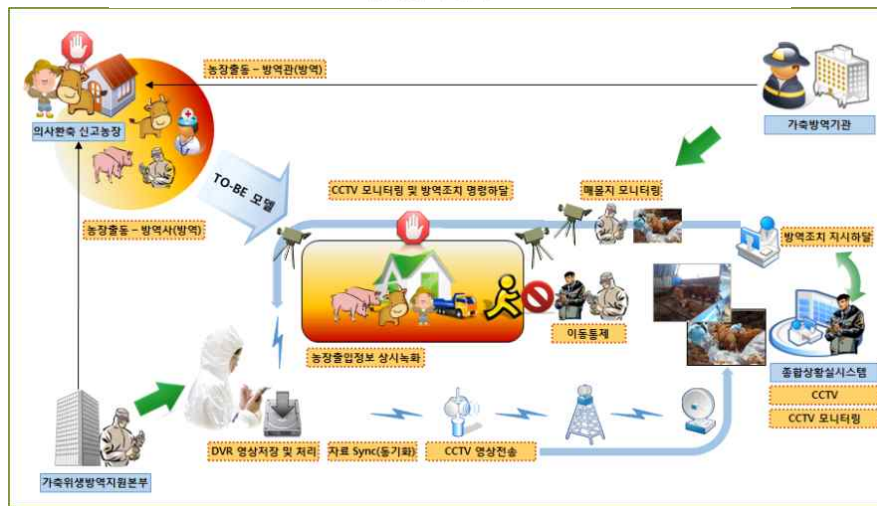 농장출동 – 방역관(방역)
의사환축 신고농장
가축방역기관
TO-BE 모델
CCTV 모니터링 및 방역조치 명령하달
매몰지 모니터링
농장출동 – 방역사(방역)
방역조치 지시하달
농장출입정보 상시녹화
이동통제
종합상황실시스템
CCTV
CCTV 모니터링
DVR 영상저장 및 처리
자료 Sync(동기화)
CCTV 영상전송
가축위생방역지원본부